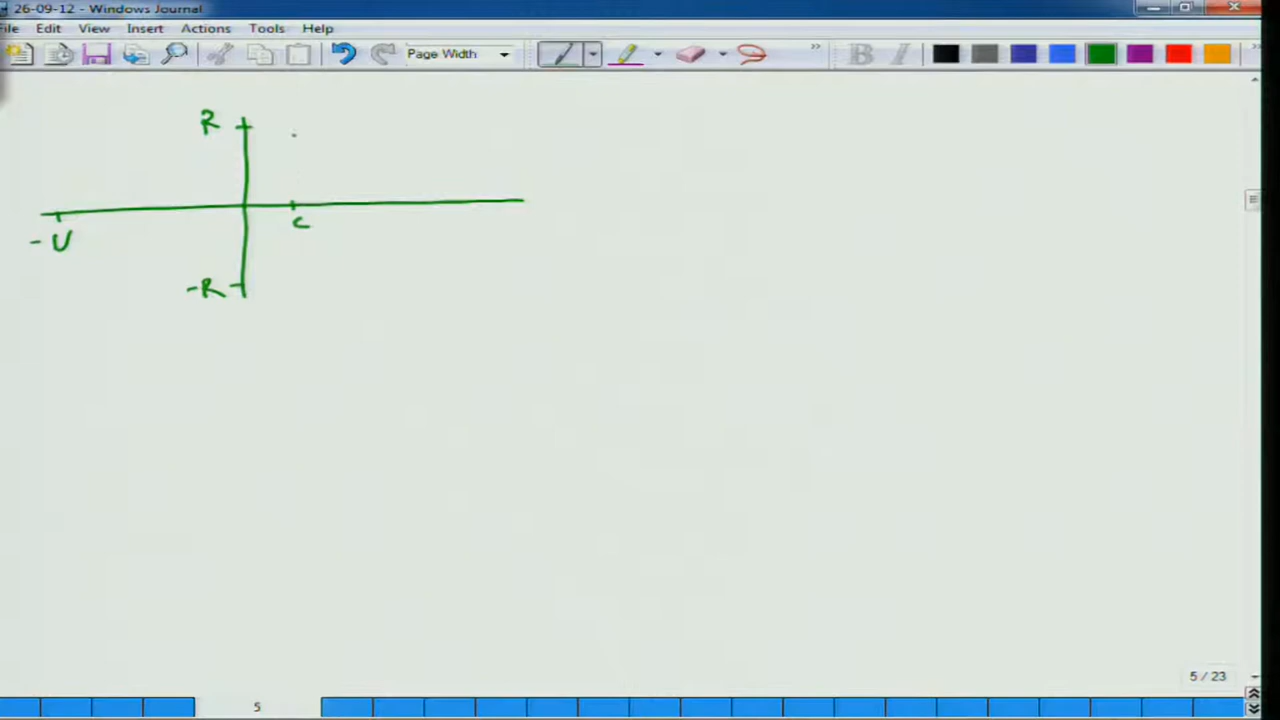 26-09-12 - Windows Journal
File Edit View Insert Actions Tools Help
Page Width B I
R
c
- U
-R
5 / 23
5